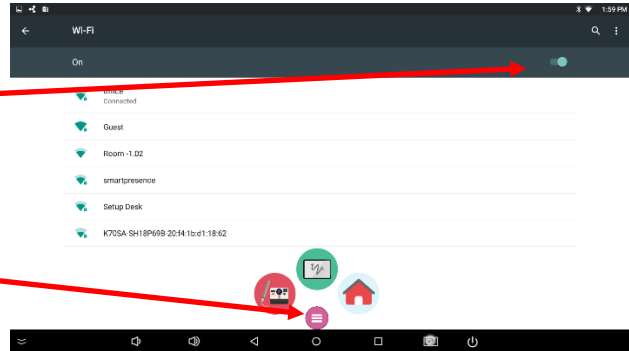 1:59 PM
Wi-Fi
On
Connected
Guest
Room -1.02
smartpresence
Setup Desk
K70SA-SH18P69B-20:f4:1b:d1:18:62